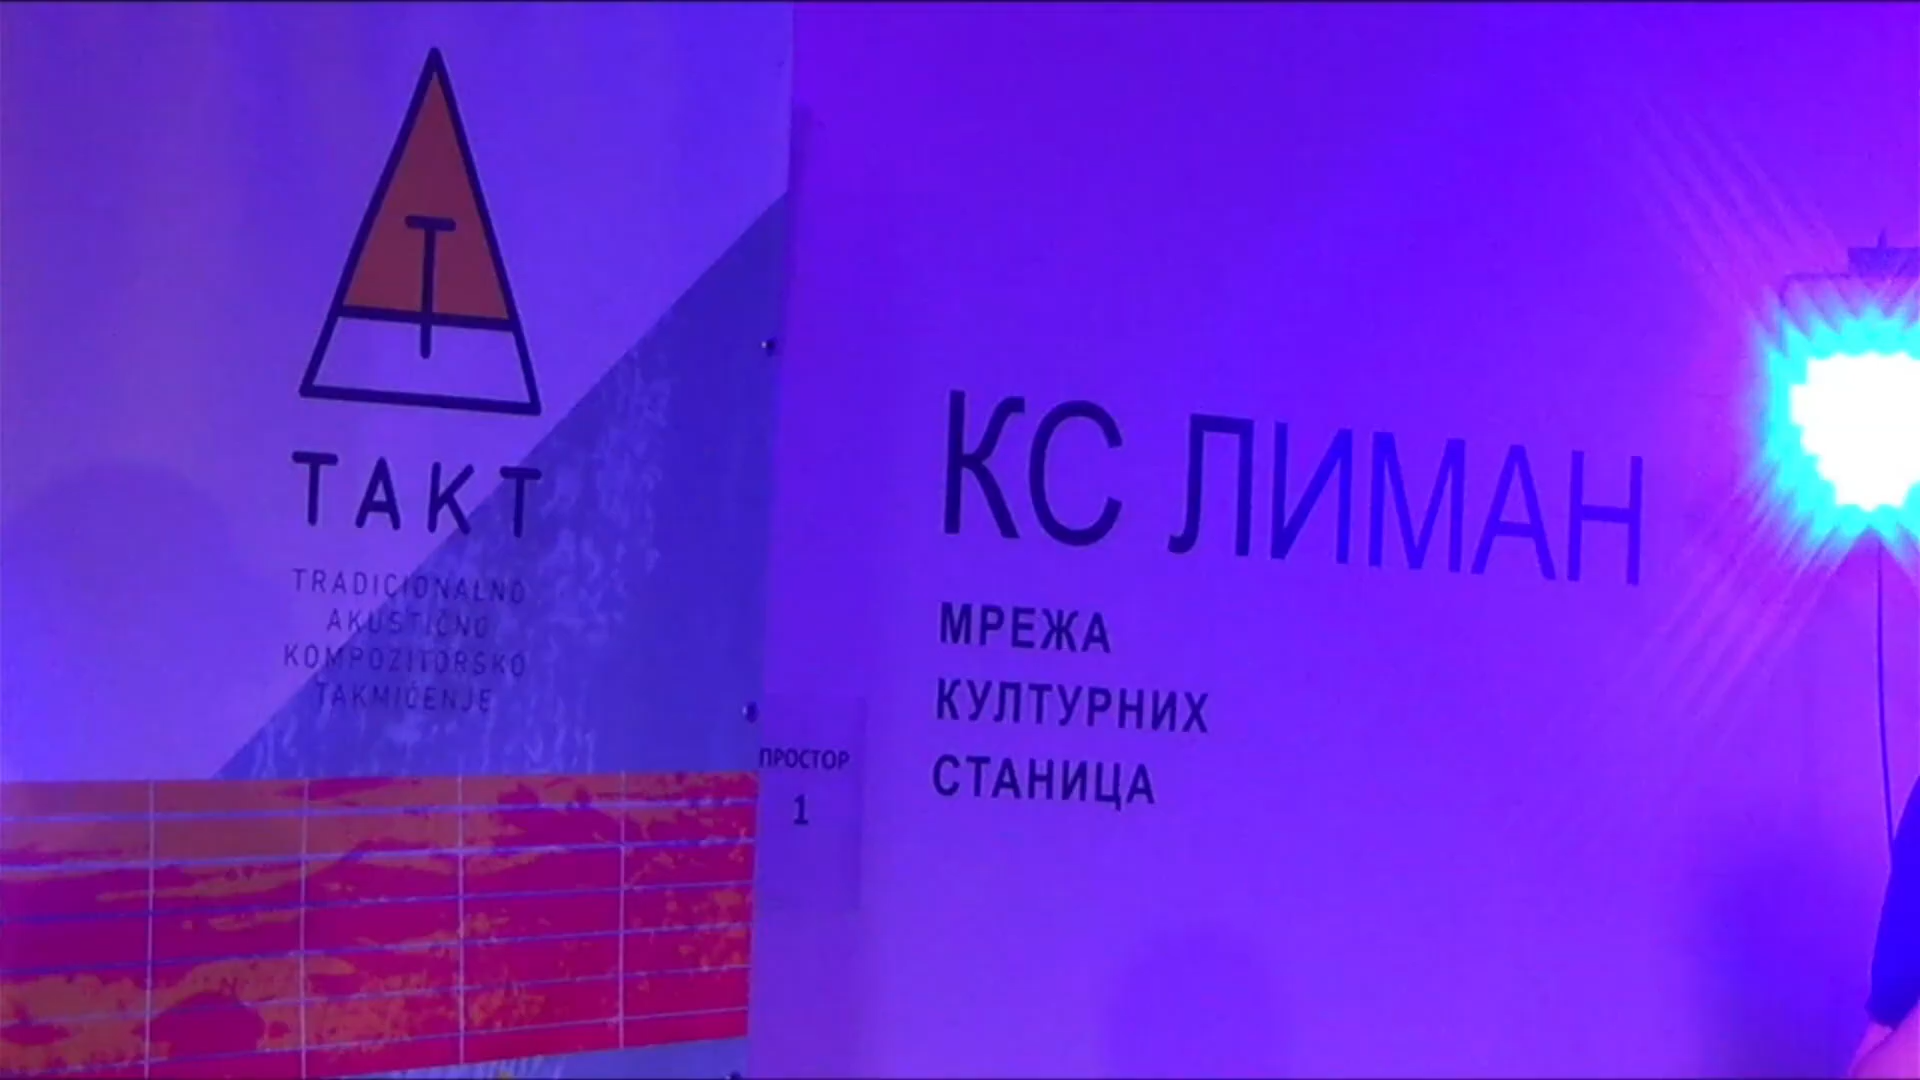 T
TAKT
TRADICIONALNO
AKUSTIČNO
KOMPOZITORSKO
TAKMIČENJE
ПРОСТОР
1
КС ЛИМАН
МРЕЖА
КУЛТУРНИХ
СТАНИЦА